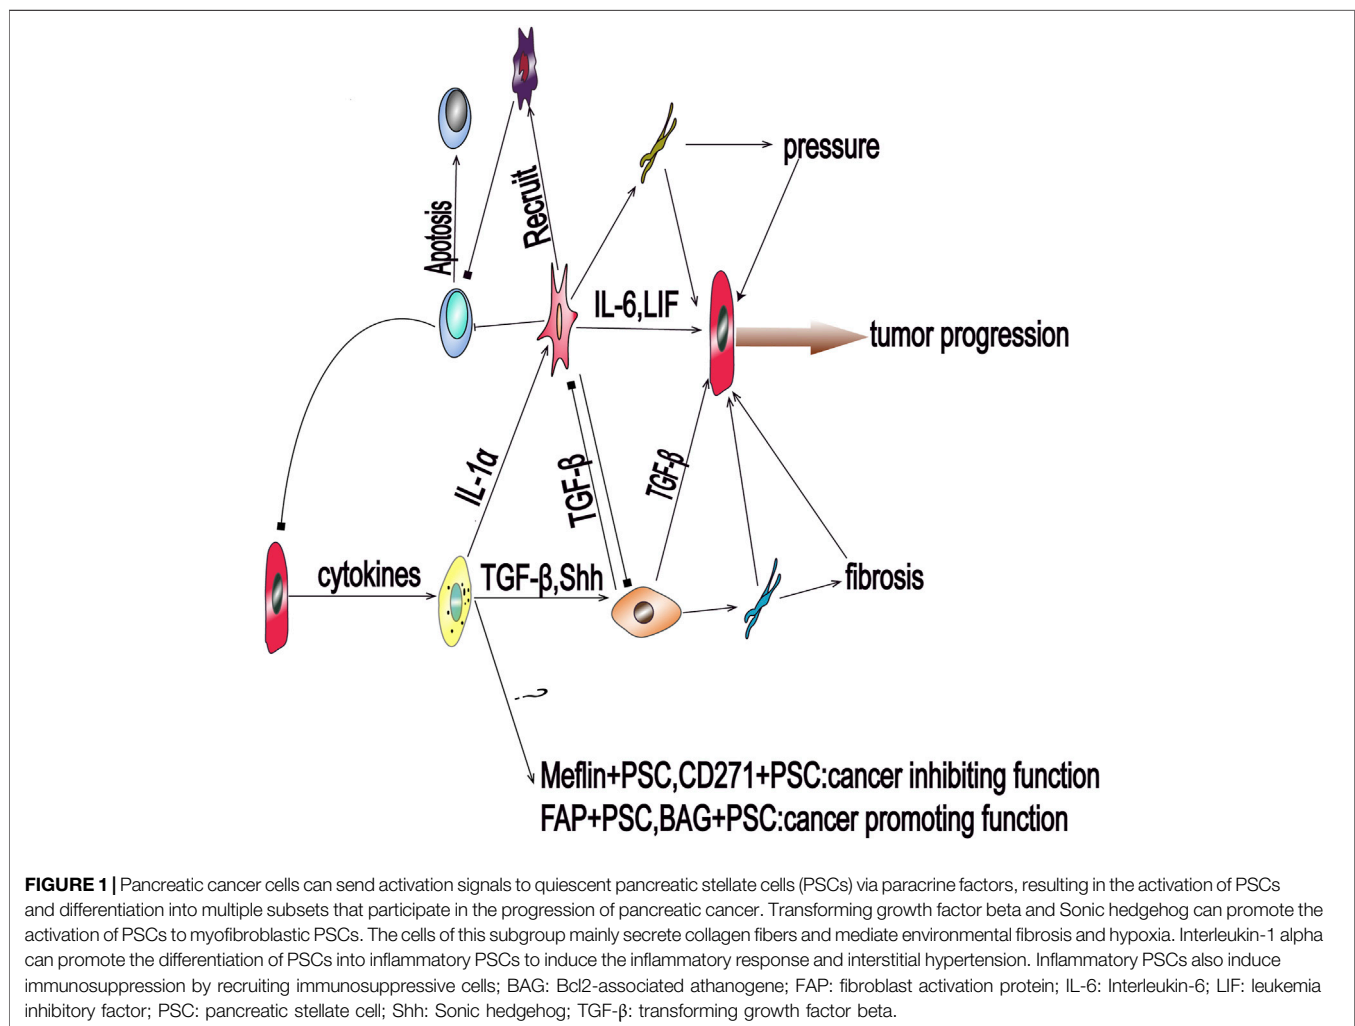 Recruit
pressure
Apotosis
IL-6,LIF
tumor progression
IL-1α
TGF-β
TGF-β
cytokines
TGF-β,Shh
fibrosis
?
Meflin+PSC,CD271+PSC:cancer inhibiting function
FAP+PSC,BAG+PSC:cancer promoting function
FIGURE 1 | Pancreatic cancer cells can send activation signals to quiescent pancreatic stellate cells (PSCs) via paracrine factors, resulting in the activation of PSCs
and differentiation into multiple subsets that participate in the progression of pancreatic cancer. Transforming growth factor beta and Sonic hedgehog can promote the
activation of PSCs to myofibroblastic PSCs. The cells of this subgroup mainly secrete collagen fibers and mediate environmental fibrosis and hypoxia. Interleukin-1 alpha
can promote the differentiation of PSCs into inflammatory PSCs to induce the inflammatory response and interstitial hypertension. Inflammatory PSCs also induce
immunosuppression by recruiting immunosuppressive cells; BAG: Bcl2-associated athanogene; FAP: fibroblast activation protein; IL-6: Interleukin-6; LIF: leukemia
inhibitory factor; PSC: pancreatic stellate cell; Shh: Sonic hedgehog; TGF-β: transforming growth factor beta.